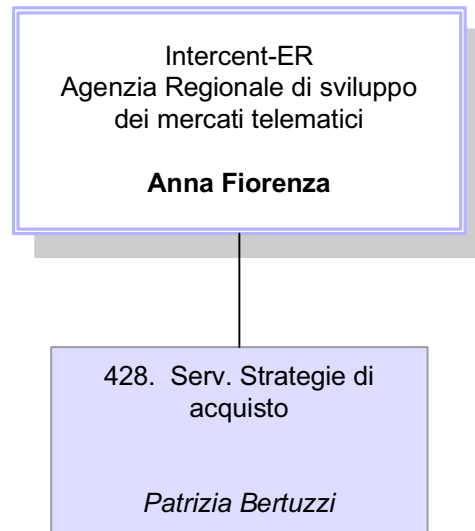 Intercent-ER
Agenzia Regionale di sviluppo
dei mercati telematici
Anna Fiorenza
428. Serv. Strategie di
acquisto
Patrizia Bertuzzi